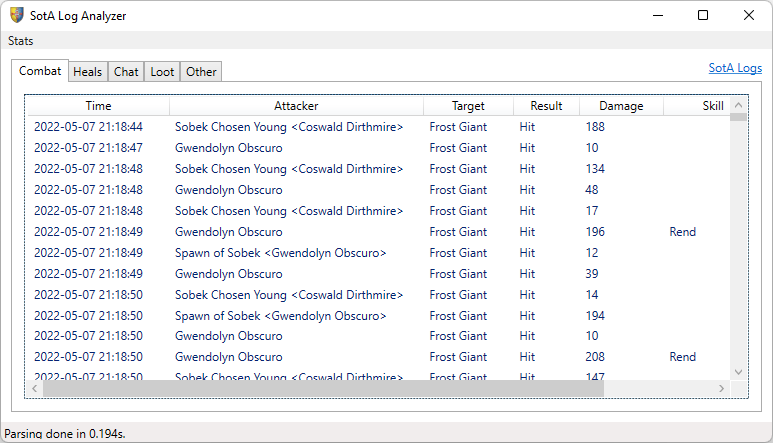 SotA Log Analyzer
Stats
Combat Heals Chat Loot Other SotA Logs
Time Attacker Target Result Damage Skill
2022-05-07 21:18:44 Sobek Chosen Young <Coswald Dirthmire> Frost Giant Hit 188
2022-05-07 21:18:47 Gwendolyn Obscuro Frost Giant Hit 10
2022-05-07 21:18:48 Sobek Chosen Young <Coswald Dirthmire> Frost Giant Hit 134
2022-05-07 21:18:48 Gwendolyn Obscuro Frost Giant Hit 48
2022-05-07 21:18:48 Sobek Chosen Young <Coswald Dirthmire> Frost Giant Hit 17
2022-05-07 21:18:49 Gwendolyn Obscuro Frost Giant Hit 196 Rend
2022-05-07 21:18:49 Spawn of Sobek <Gwendolyn Obscuro> Frost Giant Hit 12
2022-05-07 21:18:49 Gwendolyn Obscuro Frost Giant Hit 39
2022-05-07 21:18:50 Sobek Chosen Young <Coswald Dirthmire> Frost Giant Hit 14
2022-05-07 21:18:50 Spawn of Sobek <Gwendolyn Obscuro> Frost Giant Hit 194
2022-05-07 21:18:50 Gwendolyn Obscuro Frost Giant Hit 10
2022-05-07 21:18:50 Gwendolyn Obscuro Frost Giant Hit 208 Rend
2022-05-07 21:18:50 Sobek Chosen Young <Coswald Dirthmire> Frost Giant Hit 147
Parsing done in 0.194s.